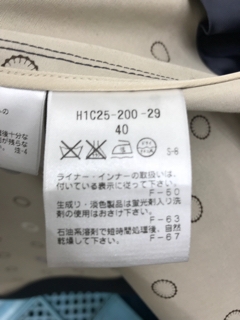 H1C25-200-29
40
S-6
ライナー・インナーの取扱いは、
付いている表示に従って下さい。
F-50
生成り・淡色製品は蛍光剤入り洗
剤の使用はおさけ下さい。
F-63
石油系溶剤で短時間処理後、自然
乾燥して下さい。
F-67